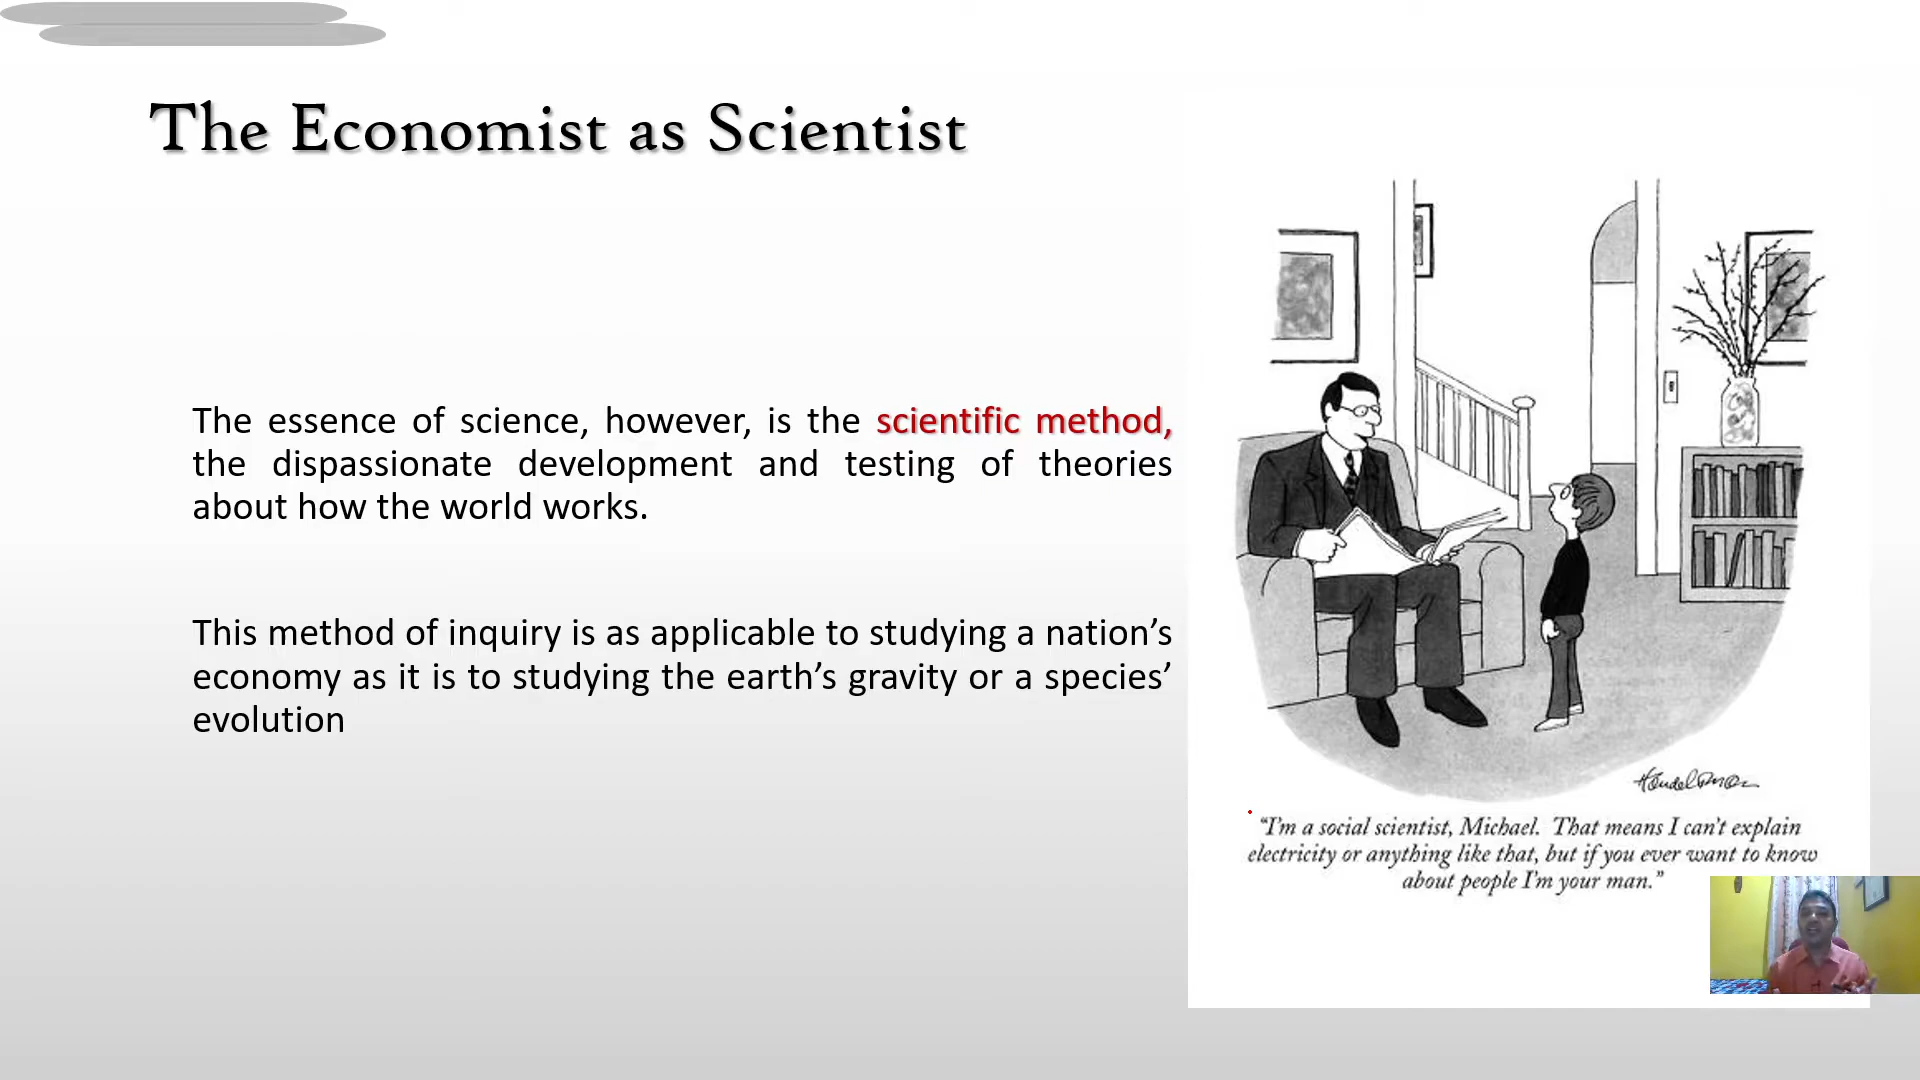 The Economist as Scientist
The essence of science, however, is the scientific method,
the dispassionate development and testing of theories
about how the world works.
This method of inquiry is as applicable to studying a nation’s
economy as it is to studying the earth’s gravity or a species’
evolution
“I’m a social scientist, Michael. That means I can’t explain
electricity or anything like that, but if you ever want to know
about people I’m your man.”